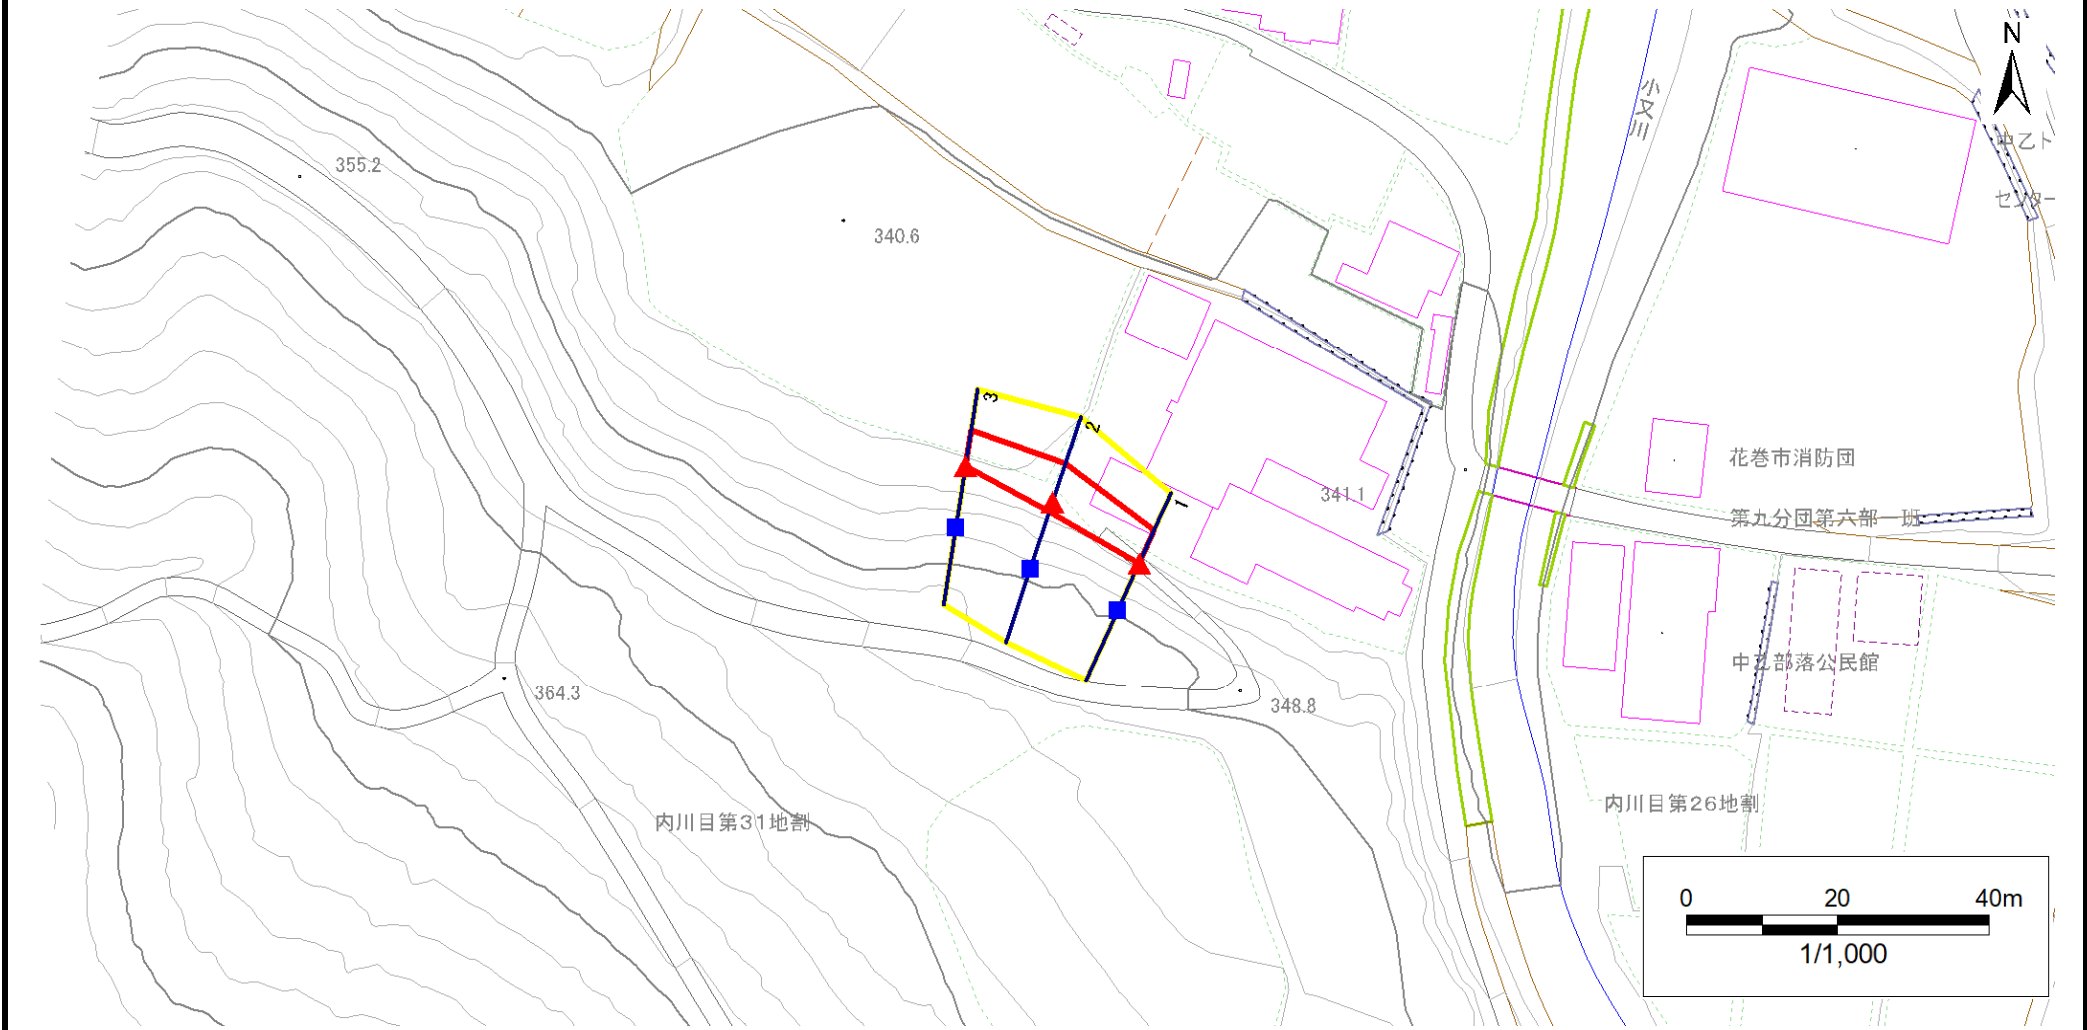 N
小又川
355.2
中乙ト
センター
340.6
3
2
花巻市消防団
341.1
1
第九分団第六部一班
中乙部落公民館
364.3
348.8
内川目第26地割
内川目第31地割
0 20 40m
1/1,000